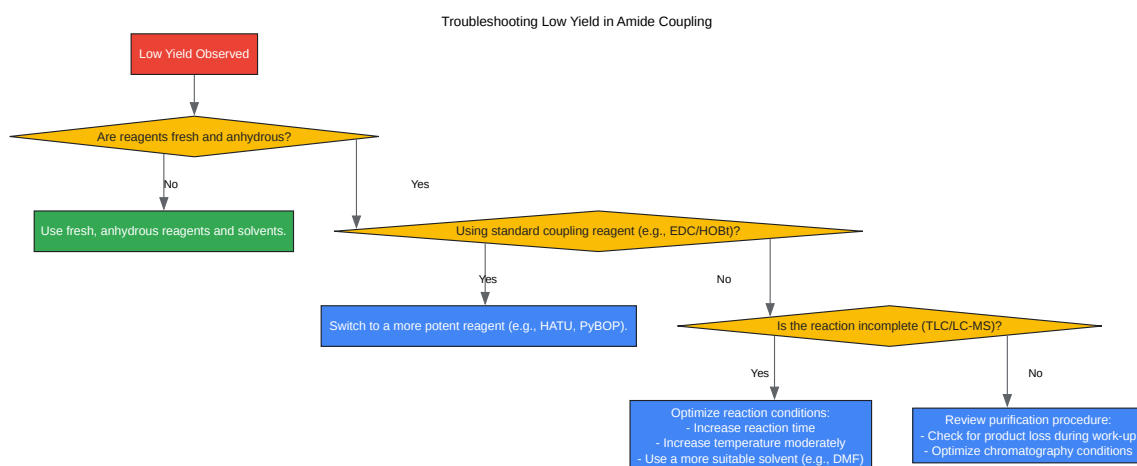 Troubleshooting Low Yield in Amide Coupling
Low Yield Observed
Are reagents fresh and anhydrous?
No
Yes
Use fresh, anhydrous reagents and solvents.
Using standard coupling reagent (e.g., EDC/HOBt)?
Yes
No
Switch to a more potent reagent (e.g., HATU, PyBOP).
Is the reaction incomplete (TLC/LC-MS)?
Yes
No
Optimize reaction conditions:
- Increase reaction time
- Increase temperature moderately
- Use a more suitable solvent (e.g., DMF)
Review purification procedure:
- Check for product loss during work-up
- Optimize chromatography conditions